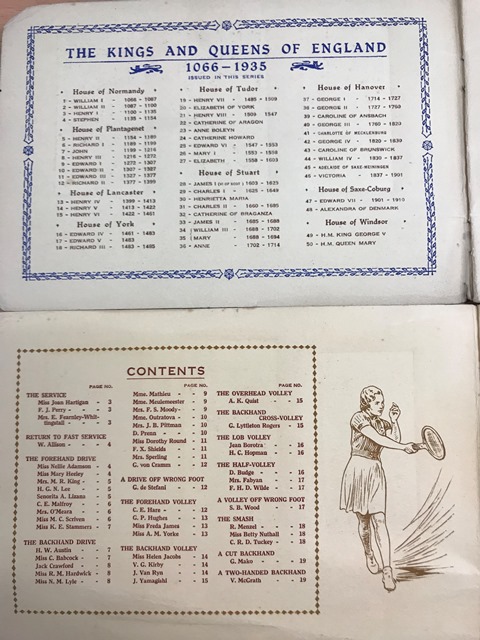 THE KINGS AND QUEENS OF ENGLAND
1066-1935
ISSUED IN THIS SERIES
House of Normandy
1 - WILLIAM I - 1066 - 1087
2 - WILLIAM II - 1087 - 1100
3 - HENRY I - 1100 - 1135
4 - STEPHEN - 1135 - 1154
House of Plantagenet
5 - HENRY II - 1154 - 1189
6 - RICHARD I - 1189 - 1199
7 - JOHN - 1199 - 1216
8 - HENRY III - 1216 - 1272
9 - EDWARD I - 1272 - 1307
10 - EDWARD II - 1307 - 1327
11 - EDWARD III - 1327 - 1377
12 - RICHARD II - 1377 - 1399
House of Lancaster
13 - HENRY IV - 1399 - 1413
14 - HENRY V - 1413 - 1422
15 - HENRY VI - 1422 - 1461
House of York
16 - EDWARD IV - 1461 - 1483
17 - EDWARD V - 1483
18 - RICHARD III - 1483 - 1485
House of Tudor
19 - HENRY VII - 1485 - 1509
20 - ELIZABETH OF YORK
21 - HENRY VIII - 1509 1547
22 - CATHERINE OF ARAGON
23 - ANNE BOLEYN
24 - CATHERINE HOWARD
25 - EDWARD VI - 1547 - 1553
26 - MARY I - 1553 - 1558
27 - ELIZABETH - 1558 - 1603
House of Stuart
28 - JAMES I (VI OF SCOT.) 1603 - 1625
29 - CHARLES I - 1625 - 1649
30 - HENRIETTA MARIA
31 - CHARLES II - 1660 - 1685
32 - CATHERINE OF BRAGANZA
33 - JAMES II - 1685 - 1688
34 WILLIAM III - 1688 - 1702
35 MARY - 1688 - 1694
36 - ANNE - 1702 - 1714
House of Hanover
37 - GEORGE I - 1714 - 1727
38 - GEORGE II - 1727 - 1760
39 - CAROLINE OF ANSBACH
40 - GEORGE III - 1760 - 1820
41 - CHARLOTTE OF MECKLENBURG
42 - GEORGE IV - 1820 - 1830
43 - CAROLINE OF BRUNSWICK
44 - WILLIAM IV - 1830 - 1837
45 - ADELAIDE OF SAXE-MEININGEN
46 - VICTORIA - 1837 - 1901
House of Saxe-Coburg
47 - EDWARD VII - 1901 - 1910
48 - ALEXANDRA OF DENMARK
House of Windsor
49 - H.M. KING GEORGE V
50 - H.M. QUEEN MARY
CONTENTS
PAGE NO.
THE SERVICE
Miss Joan Hartigan - 3
F. J. Perry - - 3
Mrs. E. Fearnley-Whit-
tingstall - - 3
RETURN TO FAST SERVICE
W. Allison - - 4
THE FOREHAND DRIVE
Miss Nellie Adamson - 4
Miss Mary Heeley - 4
Mrs. M. R. King - 5
H. G. N. Lee - - 5
Senorita A. Lizana - 5
C. E. Malfroy - - 6
Mrs. O'Meara - - 6
Miss M. C. Scriven - 6
Miss K. E. Stammers - 7
THE BACKHAND DRIVE
H. W. Austin - - 7
Miss C. Babcock - - 7
Jack Crawford - - 8
Miss R. M. Hardwick - 8
Miss N. M. Lyle - - 8
PAGE NO.
Mme. Mathieu - - 9
Mme. Meulemeester - 9
Mrs. F. S. Moody - - 9
Mme. Outratova - - 10
Mrs. J. B. Pittman - 10
D. Prenn - - 10
Miss Dorothy Round - 11
F. X. Shields - - 11
Mrs. Sperling - - 11
G. von Cramm - - 12
A DRIVE OFF WRONG FOOT
G. de Stefani - - 12
THE FOREHAND VOLLEY
C. E. Hare - - 12
G. P. Hughes - - 13
Miss Freda James - 13
Miss A. M. Yorke - 13
THE BACKHAND VOLLEY
Miss Helen Jacobs - 14
V. G. Kirby - - 14
J. Van Ryn - - 14
J. Yamagishi - - 15
PAGE NO.
THE OVERHEAD VOLLEY
A. K. Quist - - 15
THE BACKHAND
CROSS-VOLLEY
G. Lyttleton Rogers - 15
THE LOB VOLLEY
Jean Borotra - - 16
H. C. Hopman - - 16
THE HALF-VOLLEY
D. Budge - - 16
Mrs. Fabyan - - 17
F. H. D. Wilde - - 17
A VOLLEY OFF WRONG FOOT
S. B. Wood - - 17
THE SMASH
R. Menzel - - 18
Miss Betty Nuthall - 18
C. R. D. Tuckey - - 18
A CUT BACKHAND
G. Mako - - 19
A TWO-HANDED BACKHAND
V. McGrath - - 19